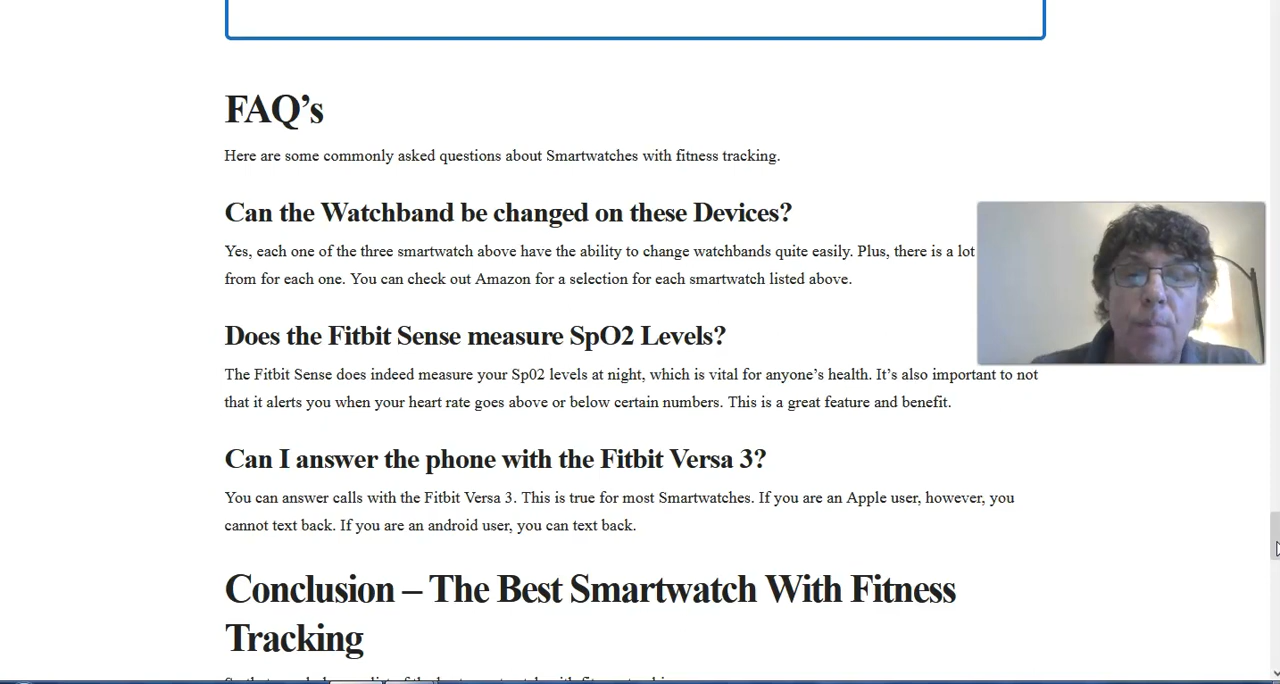 FAQ’s
Here are some commonly asked questions about Smartwatches with fitness tracking.
Can the Watchband be changed on these Devices?
Yes, each one of the three smartwatch above have the ability to change watchbands quite easily. Plus, there is a lot
from for each one. You can check out Amazon for a selection for each smartwatch listed above.
Does the Fitbit Sense measure SpO2 Levels?
The Fitbit Sense does indeed measure your Sp02 levels at night, which is vital for anyone’s health. It’s also important to not
that it alerts you when your heart rate goes above or below certain numbers. This is a great feature and benefit.
Can I answer the phone with the Fitbit Versa 3?
You can answer calls with the Fitbit Versa 3. This is true for most Smartwatches. If you are an Apple user, however, you
cannot text back. If you are an android user, you can text back.
Conclusion – The Best Smartwatch With Fitness
Tracking